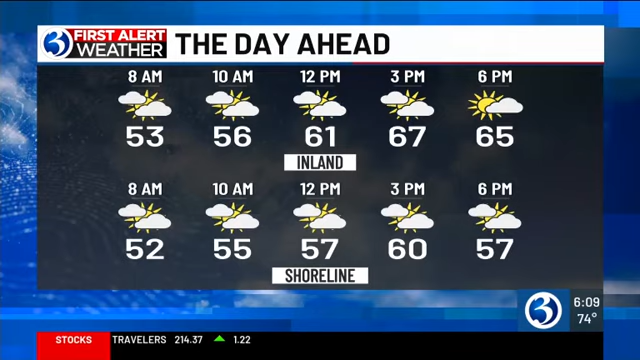 3 FIRST ALERT
WEATHER
THE DAY AHEAD
8 AM 10 AM 12 PM 3 PM 6 PM
53 56 61 67 65
INLAND
8 AM 10 AM 12 PM 3 PM 6 PM
52 55 57 60 57
SHORELINE
3 6:09
74°
STOCKS TRAVELERS 214.37 1.22